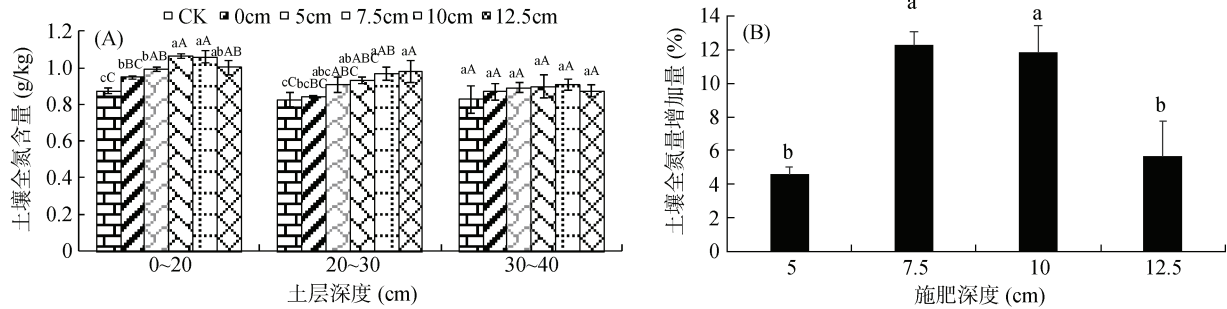 CK 0cm 5cm 7.5cm 10cm 12.5cm
(A)
土壤全氮含量 (g/kg)
1.2
1.0
0.8
0.6
0.4
0.2
0
cC bBC bAB aA aA bAB
cC bcBC abcABC abABC aAB aA
aA aA aA aA aA aA
0~20 20~30 30~40
土层深度 (cm)
(B)
土壤全氮量增加量 (%)
14
12
10
8
6
4
2
0
b a a b
5 7.5 10 12.5
施肥深度 (cm)